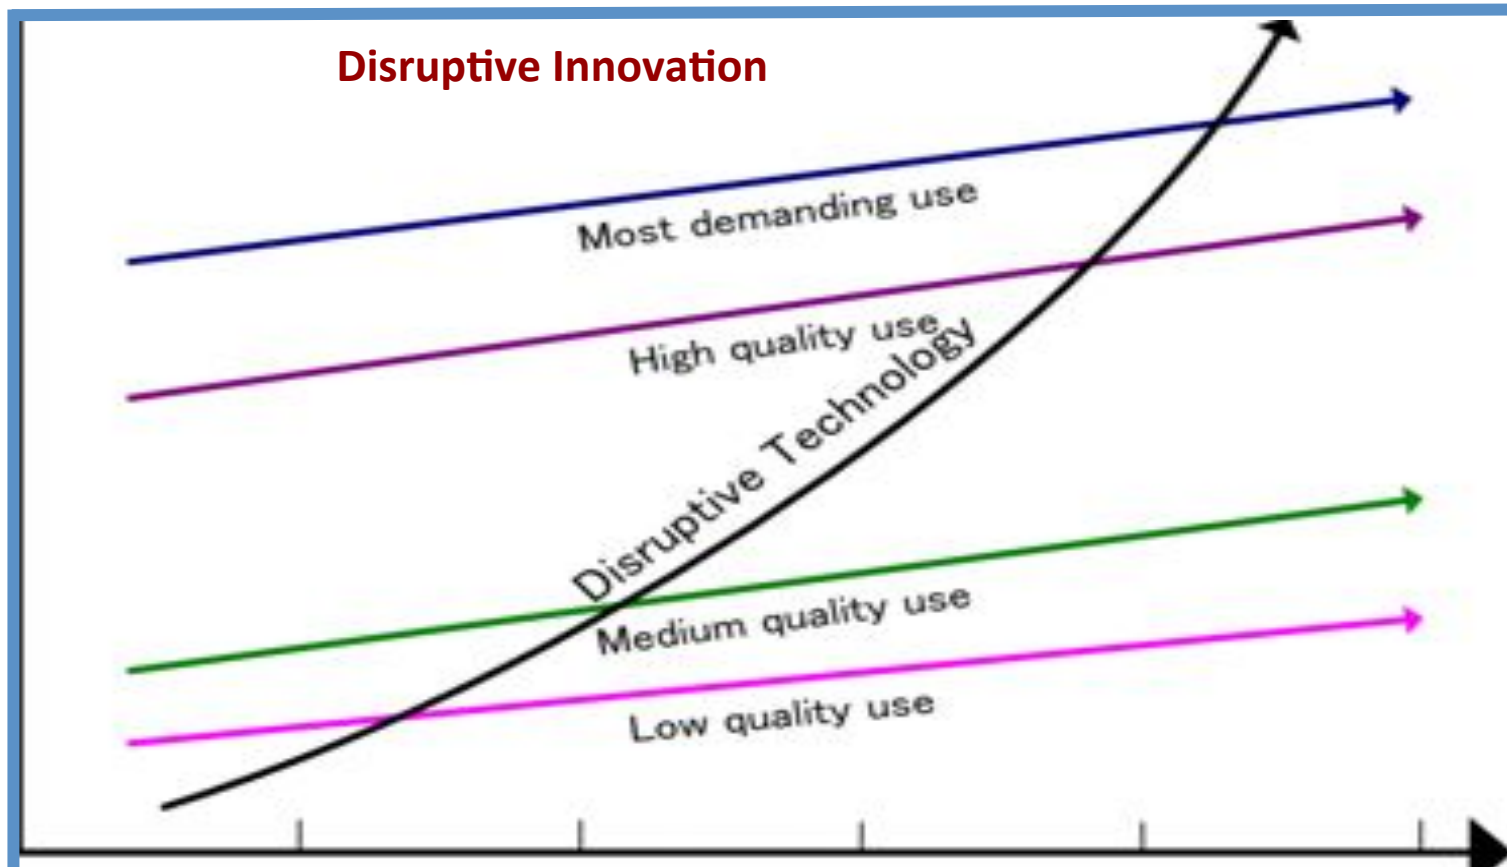 Disruptive Innovation
Most demanding use
High quality use
Disruptive Technology
Medium quality use
Low quality use